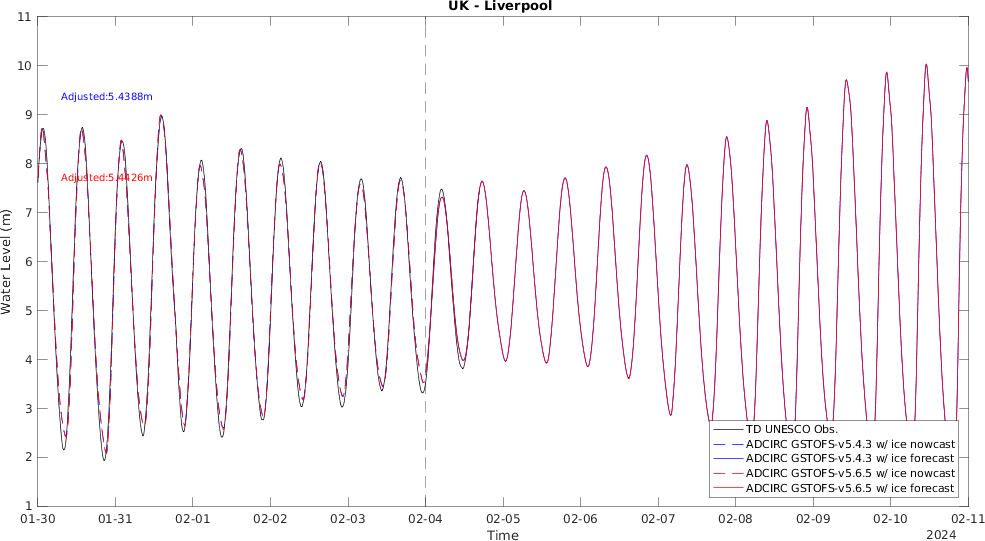 UK - Liverpool
11
10
9
8
7
6
5
4
3
2
1
Water Level (m)
Adjusted:5.4388m
Adjusted:5.4426m
TD UNESCO Obs.
ADCIRC GSTOFS-v5.4.3 w/ ice nowcast
ADCIRC GSTOFS-v5.4.3 w/ ice forecast
ADCIRC GSTOFS-v5.6.5 w/ ice nowcast
ADCIRC GSTOFS-v5.6.5 w/ ice forecast
01-30 01-31 02-01 02-02 02-03 02-04 02-05 02-06 02-07 02-08 02-09 02-10 02-11
Time
2024